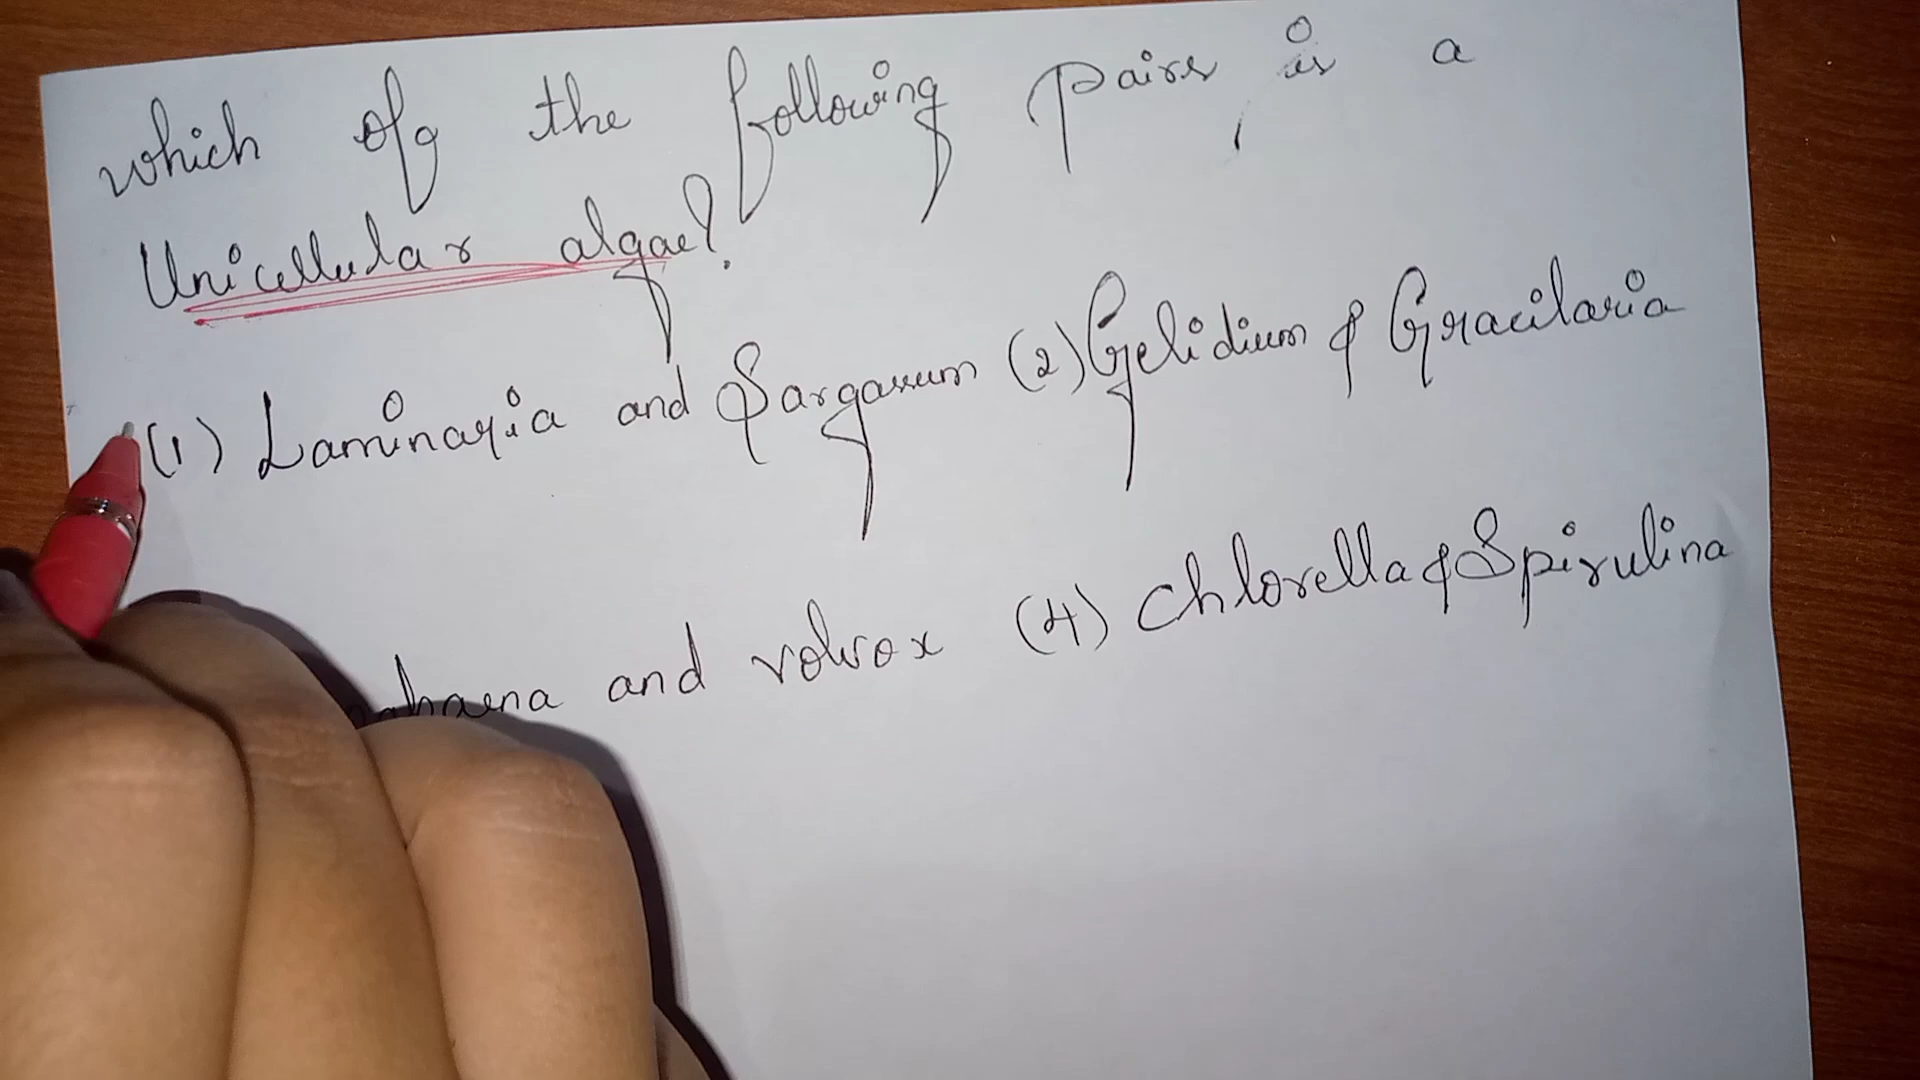 which of the following pairs is a
Unicellular algae?
(1) Laminaria and Sargassum (2) Gelidium & Gracilaria
and volvox (4) Chlorella & Spirulina